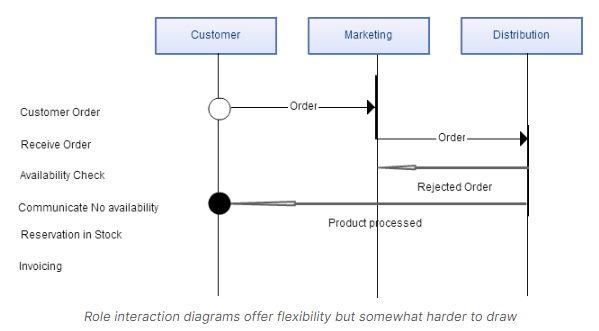 Customer
Marketing
Distribution
Customer Order
Order
Receive Order
Order
Availability Check
Rejected Order
Communicate No availability
Product processed
Reservation in Stock
Invoicing
Role interaction diagrams offer flexibility but somewhat harder to draw